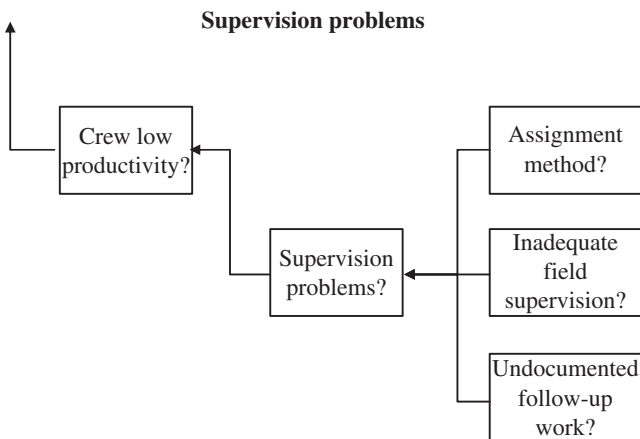 Supervision problems
Crew low
productivity?
Assignment
method?
Supervision
problems?
Inadequate
field
supervision?
Undocumented
follow-up
work?